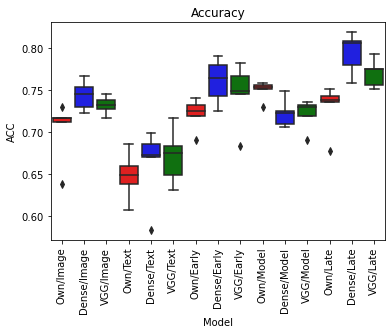 Accuracy
0.80
0.75
0.70
0.65
0.60
ACC
Own/Image
Dense/Image
VGG/Image
Own/Text
Dense/Text
VGG/Text
Own/Early
Dense/Early
VGG/Early
Own/Model
Dense/Model
VGG/Model
Own/Late
Dense/Late
VGG/Late
Model